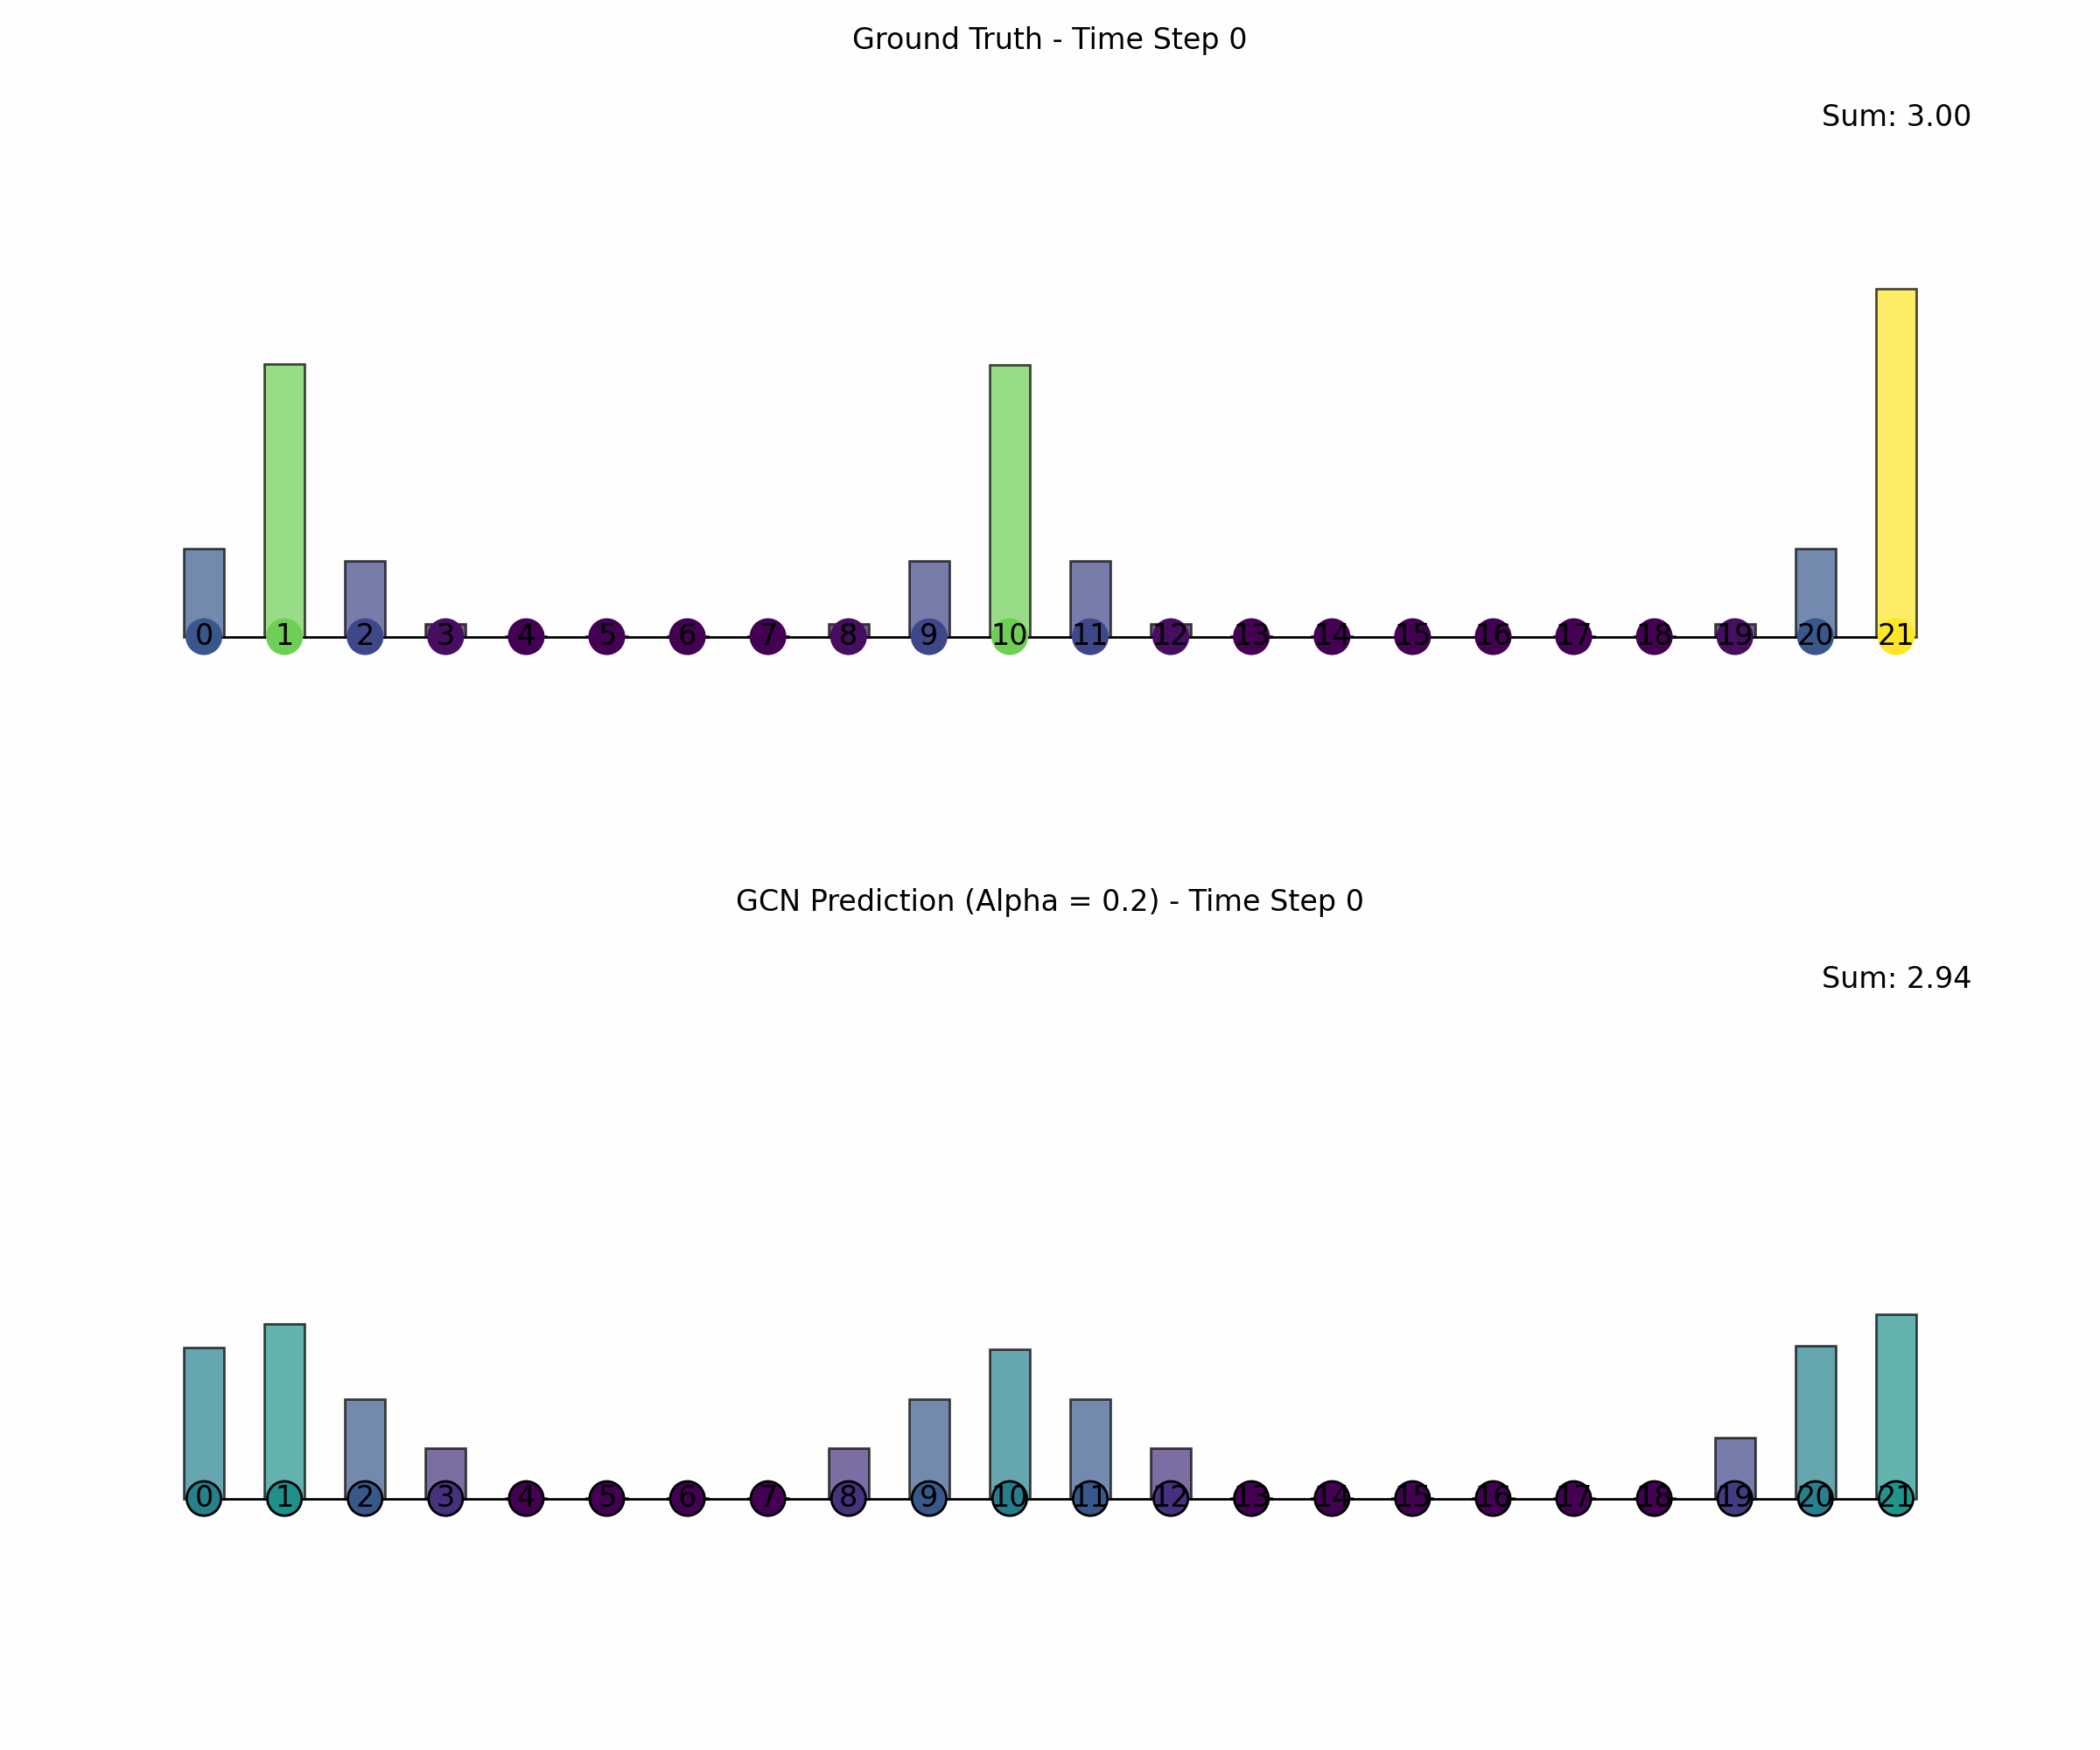 Ground Truth - Time Step 0
Sum: 3.00
0 1 2 3 4 5 6 7 8 9 10 11 12 13 14 15 16 17 18 19 20 21
GCN Prediction (Alpha = 0.2) - Time Step 0
Sum: 2.94
0 1 2 3 4 5 6 7 8 9 10 11 12 13 14 15 16 17 18 19 20 21